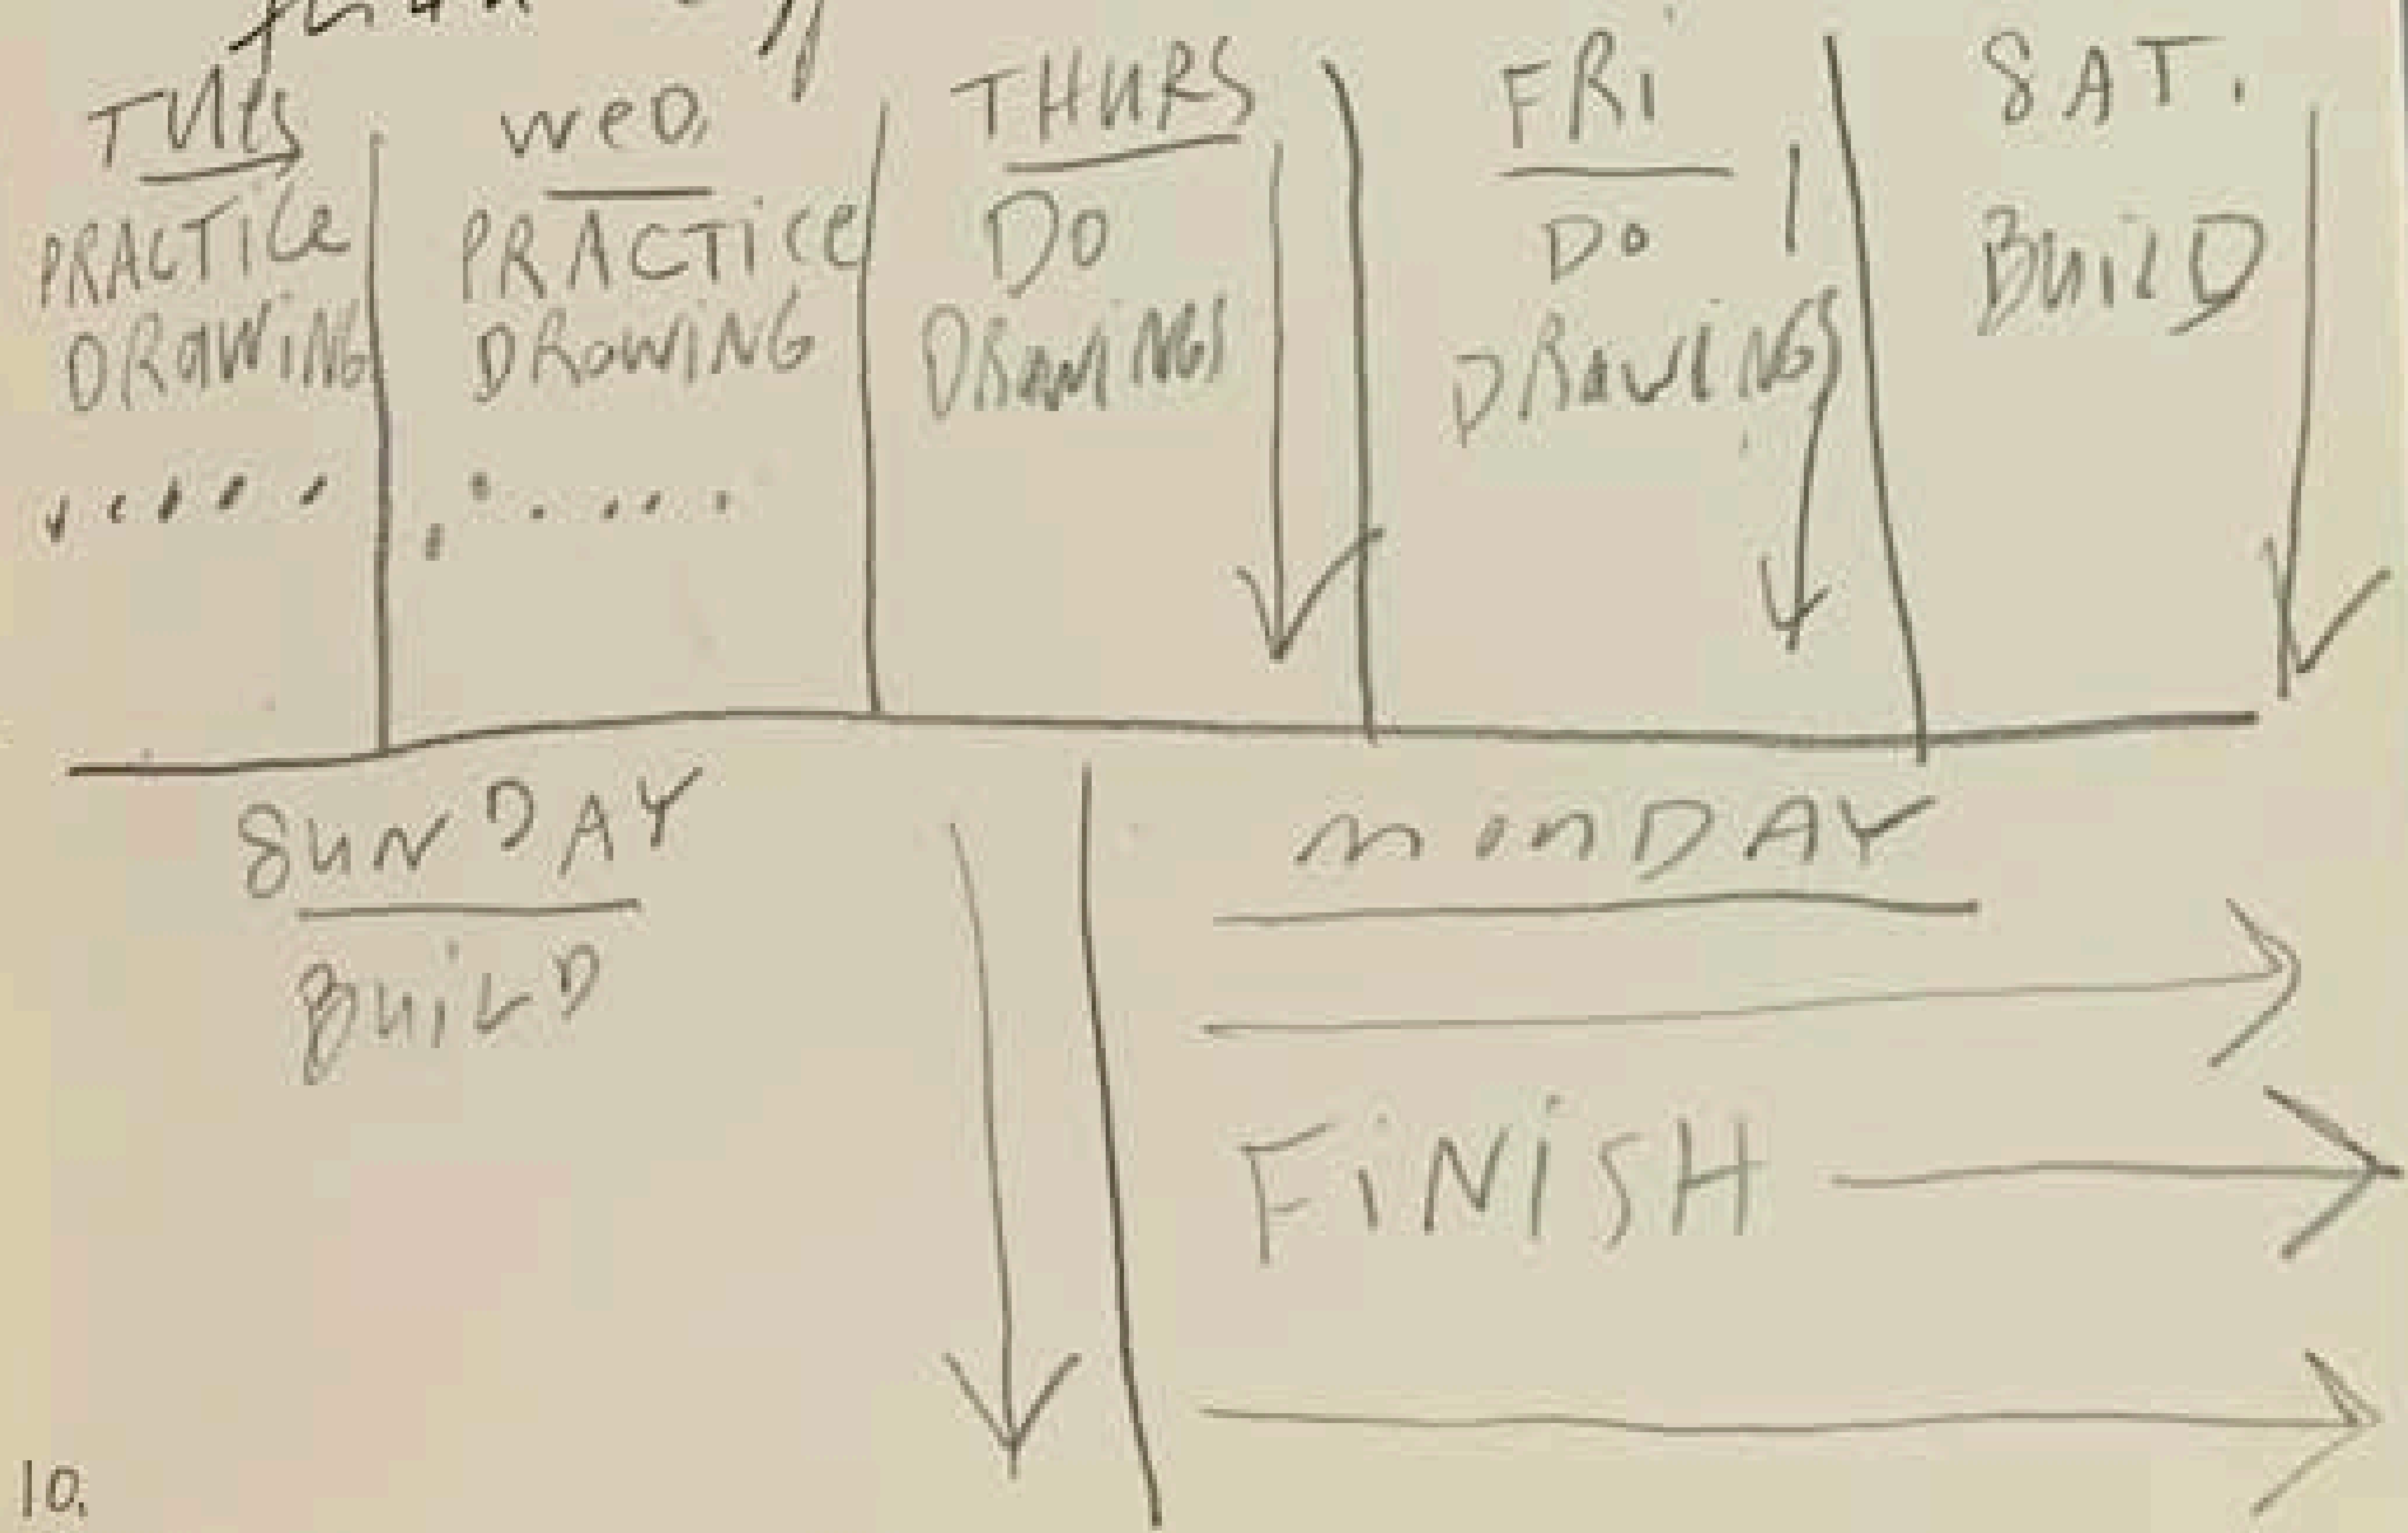 TUES
PRACTICE
DRAWING
WED.
PRACTICE
DRAWING
THURS
DO
DRAWINGS
FRI
DO
DRAWINGS
SAT.
BUILD
SUNDAY
BUILD
MONDAY
FINISH
10.